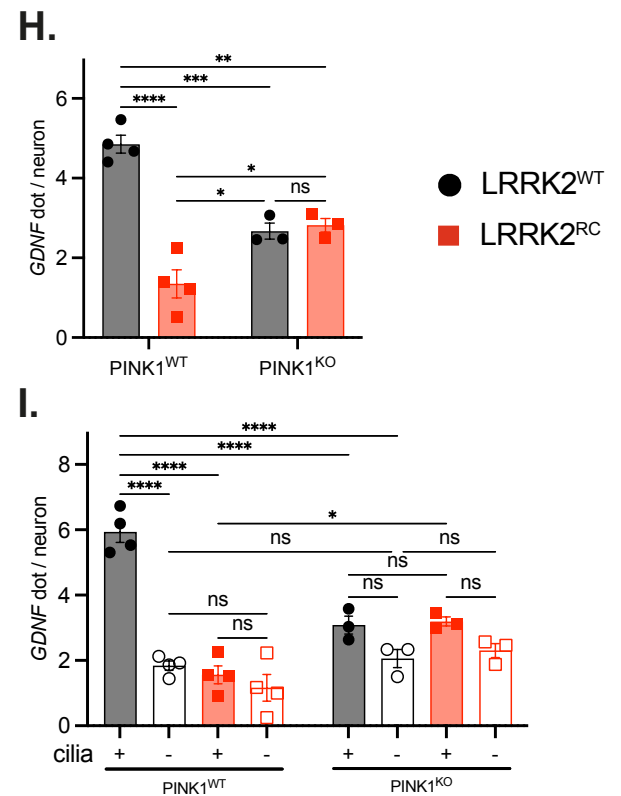 H.
**
***
****
*
*
ns
6
4
2
0
GDNF dot / neuron
PINK1ᵂᵀ
PINK1ᴷᴼ
LRRK2ᵂᵀ
LRRK2ᴿꟲ
I.
****
****
****
****
*
ns
ns
ns
ns
ns
ns
ns
8
6
4
2
0
GDNF dot / neuron
cilia + - + - + - + -
PINK1ᵂᵀ
PINK1ᴷᴼ